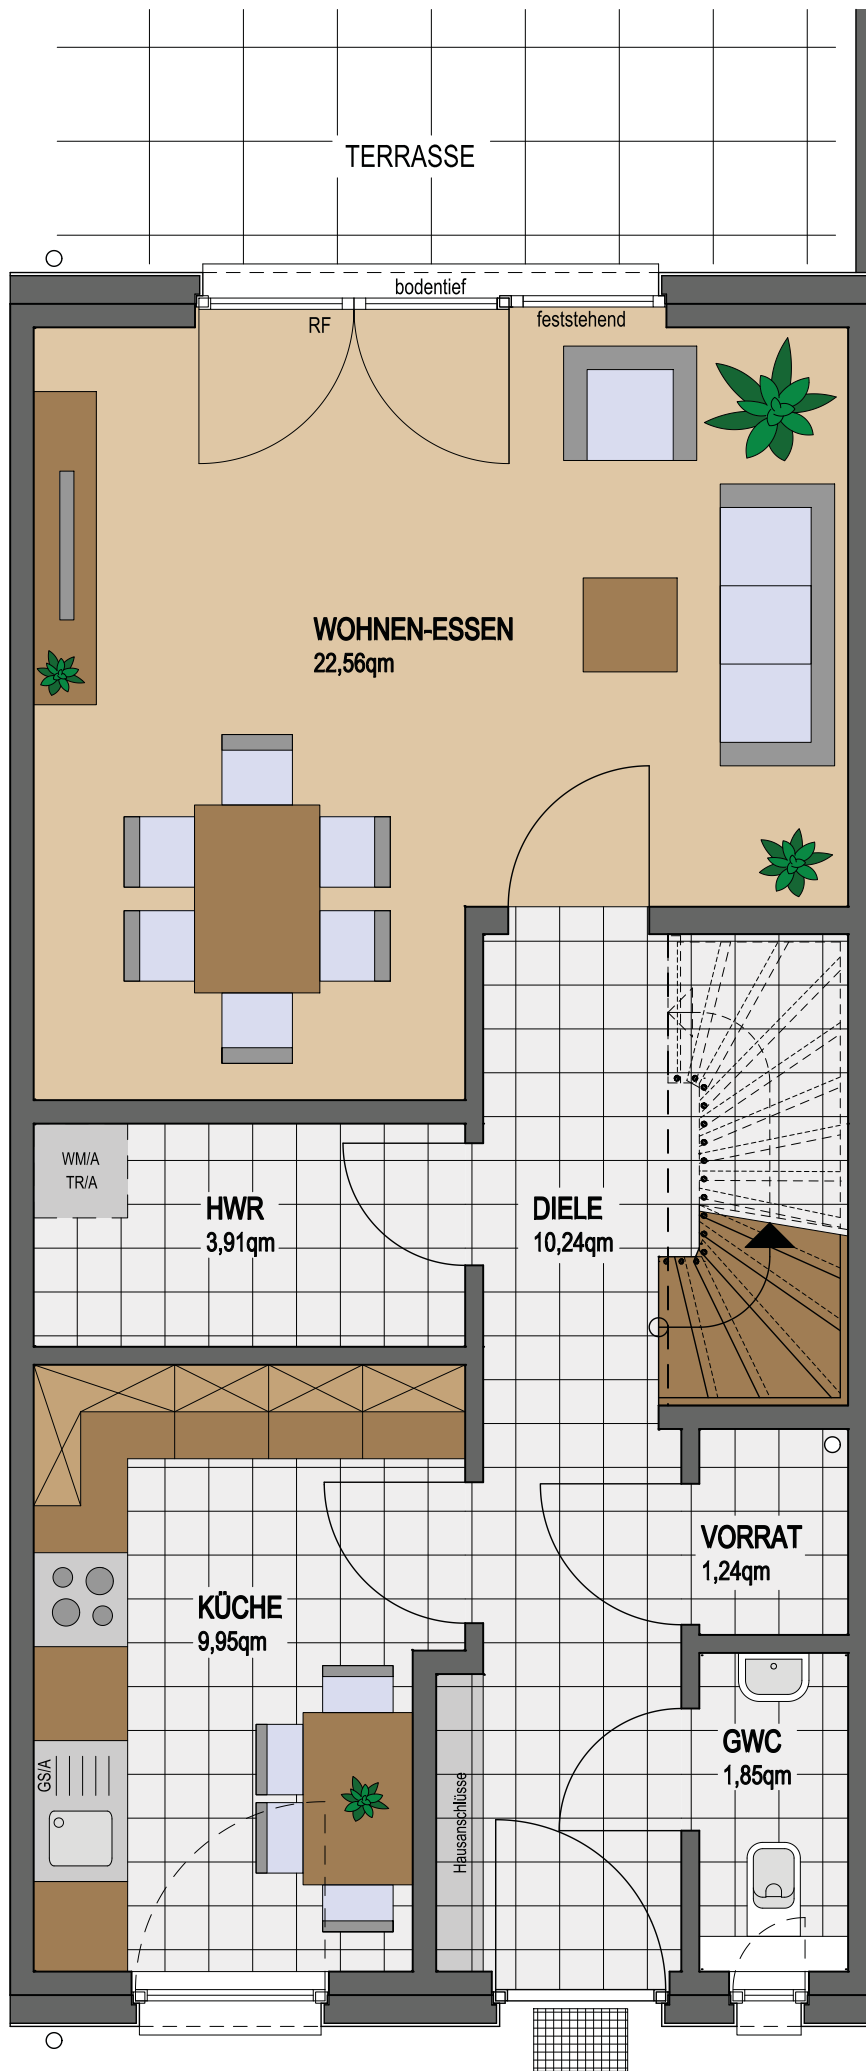 TERRASSE
bodentief
RF
feststehend
WOHNEN-ESSEN
22,56qm
WM/A
TR/A
HWR
3,91qm
DIELE
10,24qm
VORRAT
1,24qm
KÜCHE
9,95qm
GWC
1,85qm
GS/A
Hausanschlüsse